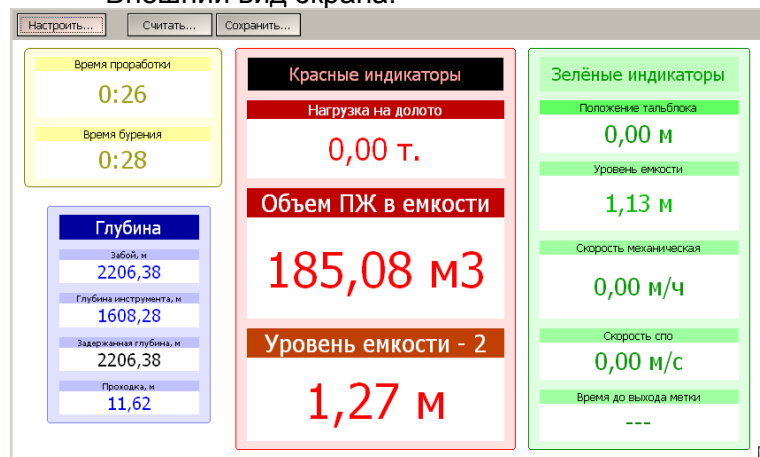 Внешний вид экрана:
Настроить... Считать... Сохранить...
Время проработки
0:26
Время бурения
0:28
Глубина
Забой, м
2206,38
Глубина инструмента, м
1608,28
Задержанная глубина, м
2206,38
Проходка, м
11,62
Красные индикаторы
Нагрузка на долото
0,00 т.
Объем ПЖ в емкости
185,08 м3
Уровень емкости - 2
1,27 м
Зелёные индикаторы
Положение тальблока
0,00 м
Уровень емкости
1,13 м
Скорость механическая
0,00 м/ч
Скорость спо
0,00 м/с
Время до выхода метки
---